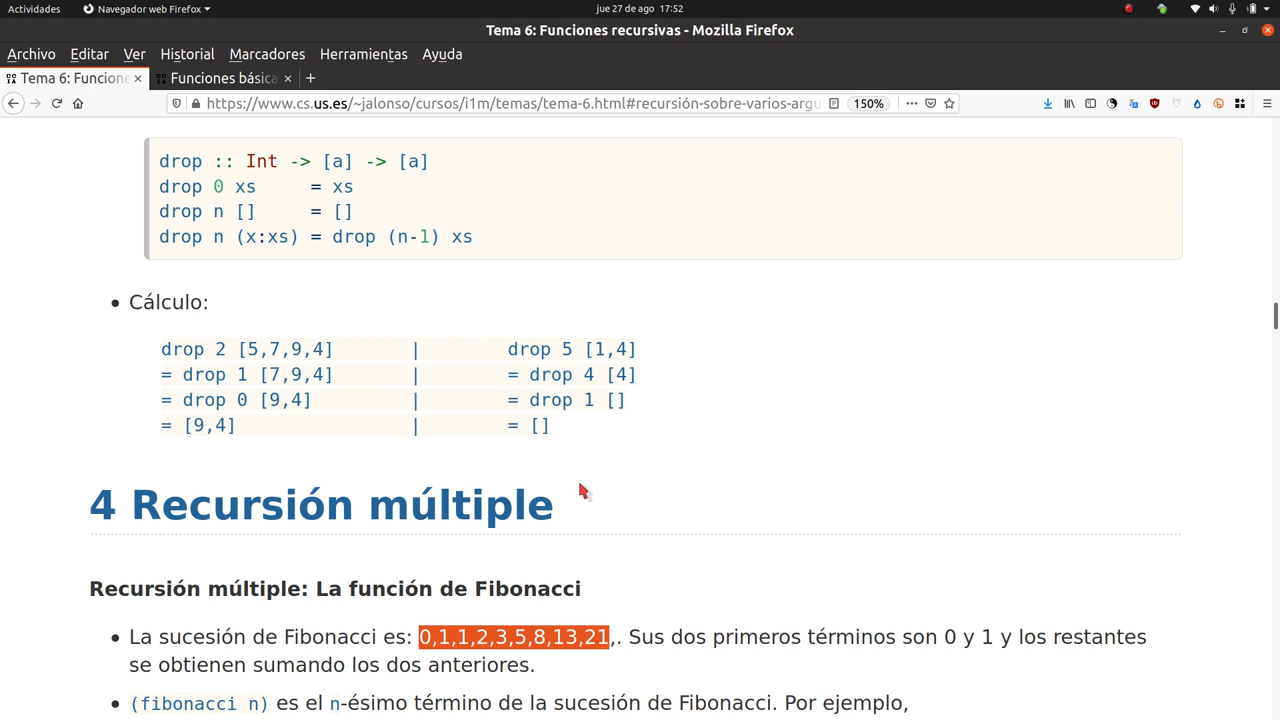 Actividades Navegador web Firefox jue 27 de ago 17:52
Tema 6: Funciones recursivas - Mozilla Firefox
Archivo Editar Ver Historial Marcadores Herramientas Ayuda
Tema 6: Funcione × Funciones básica × +
https://www.cs.us.es/~jalonso/cursos/i1m/temas/tema-6.html#recursión-sobre-varios-argu 150%
drop :: Int -> [a] -> [a]
drop 0 xs = xs
drop n [] = []
drop n (x:xs) = drop (n-1) xs
• Cálculo:
drop 2 [5,7,9,4] | drop 5 [1,4]
= drop 1 [7,9,4] | = drop 4 [4]
= drop 0 [9,4] | = drop 1 []
= [9,4] | = []
4 Recursión múltiple
Recursión múltiple: La función de Fibonacci
• La sucesión de Fibonacci es: 0,1,1,2,3,5,8,13,21,. Sus dos primeros términos son 0 y 1 y los restantes
se obtienen sumando los dos anteriores.
• (fibonacci n) es el n-ésimo término de la sucesión de Fibonacci. Por ejemplo,